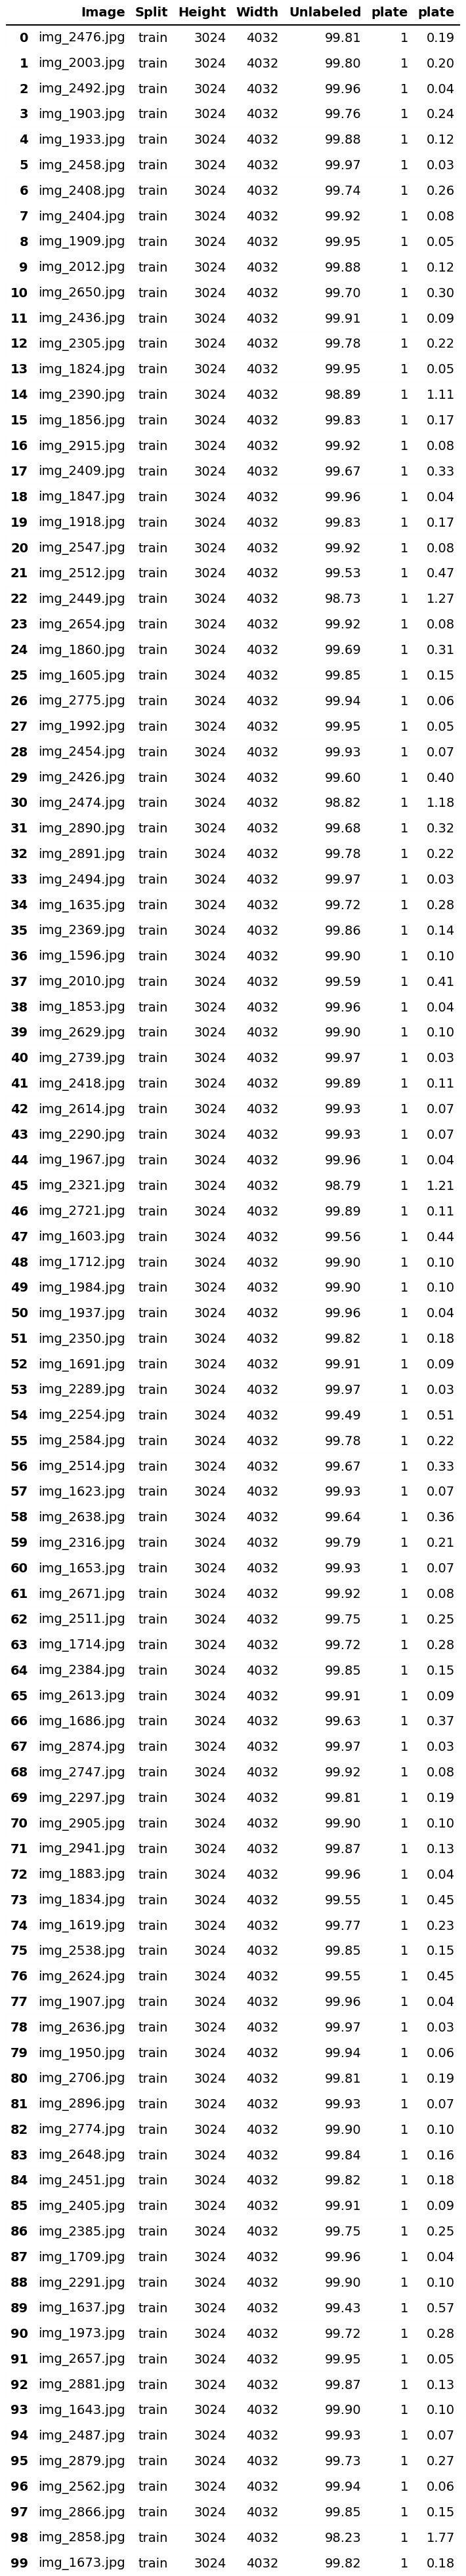 Image Split Height Width Unlabeled plate plate
0 img_2476.jpg train 3024 4032 99.81 1 0.19
1 img_2003.jpg train 3024 4032 99.80 1 0.20
2 img_2492.jpg train 3024 4032 99.96 1 0.04
3 img_1903.jpg train 3024 4032 99.76 1 0.24
4 img_1933.jpg train 3024 4032 99.88 1 0.12
5 img_2458.jpg train 3024 4032 99.97 1 0.03
6 img_2408.jpg train 3024 4032 99.74 1 0.26
7 img_2404.jpg train 3024 4032 99.92 1 0.08
8 img_1909.jpg train 3024 4032 99.95 1 0.05
9 img_2012.jpg train 3024 4032 99.88 1 0.12
10 img_2650.jpg train 3024 4032 99.70 1 0.30
11 img_2436.jpg train 3024 4032 99.91 1 0.09
12 img_2305.jpg train 3024 4032 99.78 1 0.22
13 img_1824.jpg train 3024 4032 99.95 1 0.05
14 img_2390.jpg train 3024 4032 98.89 1 1.11
15 img_1856.jpg train 3024 4032 99.83 1 0.17
16 img_2915.jpg train 3024 4032 99.92 1 0.08
17 img_2409.jpg train 3024 4032 99.67 1 0.33
18 img_1847.jpg train 3024 4032 99.96 1 0.04
19 img_1918.jpg train 3024 4032 99.83 1 0.17
20 img_2547.jpg train 3024 4032 99.92 1 0.08
21 img_2512.jpg train 3024 4032 99.53 1 0.47
22 img_2449.jpg train 3024 4032 98.73 1 1.27
23 img_2654.jpg train 3024 4032 99.92 1 0.08
24 img_1860.jpg train 3024 4032 99.69 1 0.31
25 img_1605.jpg train 3024 4032 99.85 1 0.15
26 img_2775.jpg train 3024 4032 99.94 1 0.06
27 img_1992.jpg train 3024 4032 99.95 1 0.05
28 img_2454.jpg train 3024 4032 99.93 1 0.07
29 img_2426.jpg train 3024 4032 99.60 1 0.40
30 img_2474.jpg train 3024 4032 98.82 1 1.18
31 img_2890.jpg train 3024 4032 99.68 1 0.32
32 img_2891.jpg train 3024 4032 99.78 1 0.22
33 img_2494.jpg train 3024 4032 99.97 1 0.03
34 img_1635.jpg train 3024 4032 99.72 1 0.28
35 img_2369.jpg train 3024 4032 99.86 1 0.14
36 img_1596.jpg train 3024 4032 99.90 1 0.10
37 img_2010.jpg train 3024 4032 99.59 1 0.41
38 img_1853.jpg train 3024 4032 99.96 1 0.04
39 img_2629.jpg train 3024 4032 99.90 1 0.10
40 img_2739.jpg train 3024 4032 99.97 1 0.03
41 img_2418.jpg train 3024 4032 99.89 1 0.11
42 img_2614.jpg train 3024 4032 99.93 1 0.07
43 img_2290.jpg train 3024 4032 99.93 1 0.07
44 img_1967.jpg train 3024 4032 99.96 1 0.04
45 img_2321.jpg train 3024 4032 98.79 1 1.21
46 img_2721.jpg train 3024 4032 99.89 1 0.11
47 img_1603.jpg train 3024 4032 99.56 1 0.44
48 img_1712.jpg train 3024 4032 99.90 1 0.10
49 img_1984.jpg train 3024 4032 99.90 1 0.10
50 img_1937.jpg train 3024 4032 99.96 1 0.04
51 img_2350.jpg train 3024 4032 99.82 1 0.18
52 img_1691.jpg train 3024 4032 99.91 1 0.09
53 img_2289.jpg train 3024 4032 99.97 1 0.03
54 img_2254.jpg train 3024 4032 99.49 1 0.51
55 img_2584.jpg train 3024 4032 99.78 1 0.22
56 img_2514.jpg train 3024 4032 99.67 1 0.33
57 img_1623.jpg train 3024 4032 99.93 1 0.07
58 img_2638.jpg train 3024 4032 99.64 1 0.36
59 img_2316.jpg train 3024 4032 99.79 1 0.21
60 img_1653.jpg train 3024 4032 99.93 1 0.07
61 img_2671.jpg train 3024 4032 99.92 1 0.08
62 img_2511.jpg train 3024 4032 99.75 1 0.25
63 img_1714.jpg train 3024 4032 99.72 1 0.28
64 img_2384.jpg train 3024 4032 99.85 1 0.15
65 img_2613.jpg train 3024 4032 99.91 1 0.09
66 img_1686.jpg train 3024 4032 99.63 1 0.37
67 img_2874.jpg train 3024 4032 99.97 1 0.03
68 img_2747.jpg train 3024 4032 99.92 1 0.08
69 img_2297.jpg train 3024 4032 99.81 1 0.19
70 img_2905.jpg train 3024 4032 99.90 1 0.10
71 img_2941.jpg train 3024 4032 99.87 1 0.13
72 img_1883.jpg train 3024 4032 99.96 1 0.04
73 img_1834.jpg train 3024 4032 99.55 1 0.45
74 img_1619.jpg train 3024 4032 99.77 1 0.23
75 img_2538.jpg train 3024 4032 99.85 1 0.15
76 img_2624.jpg train 3024 4032 99.55 1 0.45
77 img_1907.jpg train 3024 4032 99.96 1 0.04
78 img_2636.jpg train 3024 4032 99.97 1 0.03
79 img_1950.jpg train 3024 4032 99.94 1 0.06
80 img_2706.jpg train 3024 4032 99.81 1 0.19
81 img_2896.jpg train 3024 4032 99.93 1 0.07
82 img_2774.jpg train 3024 4032 99.90 1 0.10
83 img_2648.jpg train 3024 4032 99.84 1 0.16
84 img_2451.jpg train 3024 4032 99.82 1 0.18
85 img_2405.jpg train 3024 4032 99.91 1 0.09
86 img_2385.jpg train 3024 4032 99.75 1 0.25
87 img_1709.jpg train 3024 4032 99.96 1 0.04
88 img_2291.jpg train 3024 4032 99.90 1 0.10
89 img_1637.jpg train 3024 4032 99.43 1 0.57
90 img_1973.jpg train 3024 4032 99.72 1 0.28
91 img_2657.jpg train 3024 4032 99.95 1 0.05
92 img_2881.jpg train 3024 4032 99.87 1 0.13
93 img_1643.jpg train 3024 4032 99.90 1 0.10
94 img_2487.jpg train 3024 4032 99.93 1 0.07
95 img_2879.jpg train 3024 4032 99.73 1 0.27
96 img_2562.jpg train 3024 4032 99.94 1 0.06
97 img_2866.jpg train 3024 4032 99.85 1 0.15
98 img_2858.jpg train 3024 4032 98.23 1 1.77
99 img_1673.jpg train 3024 4032 99.82 1 0.18